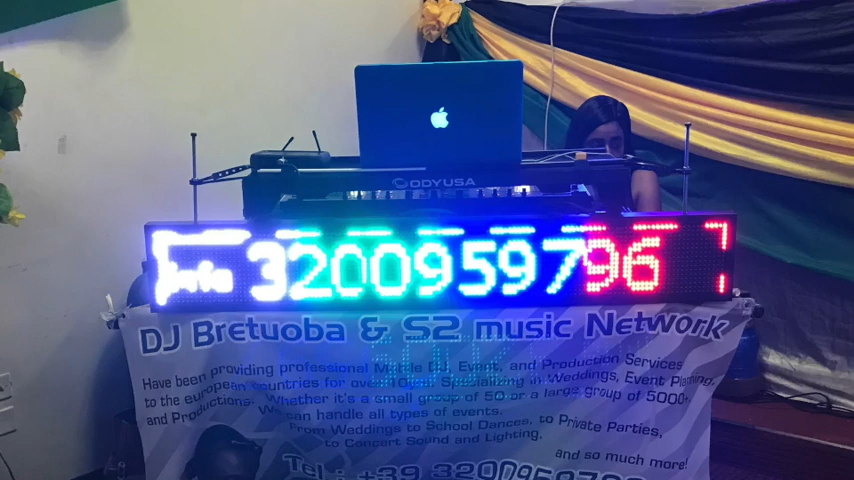 ODYUSA
Info 3200959796
DJ Bretuoba & S2 music Network
Have been providing professional Mobile DJ, Event, and Production Services
to the european countries for over 10 Specializing in Weddings, Event Planning,
and Productions. Whether it's a small group of 50 or a large group of 5000+,
We can handle all types of events.
From Weddings to School Dances, to Private Parties,
to Concert Sound and Lighting,
and so much more!
Tel : +39 32009597